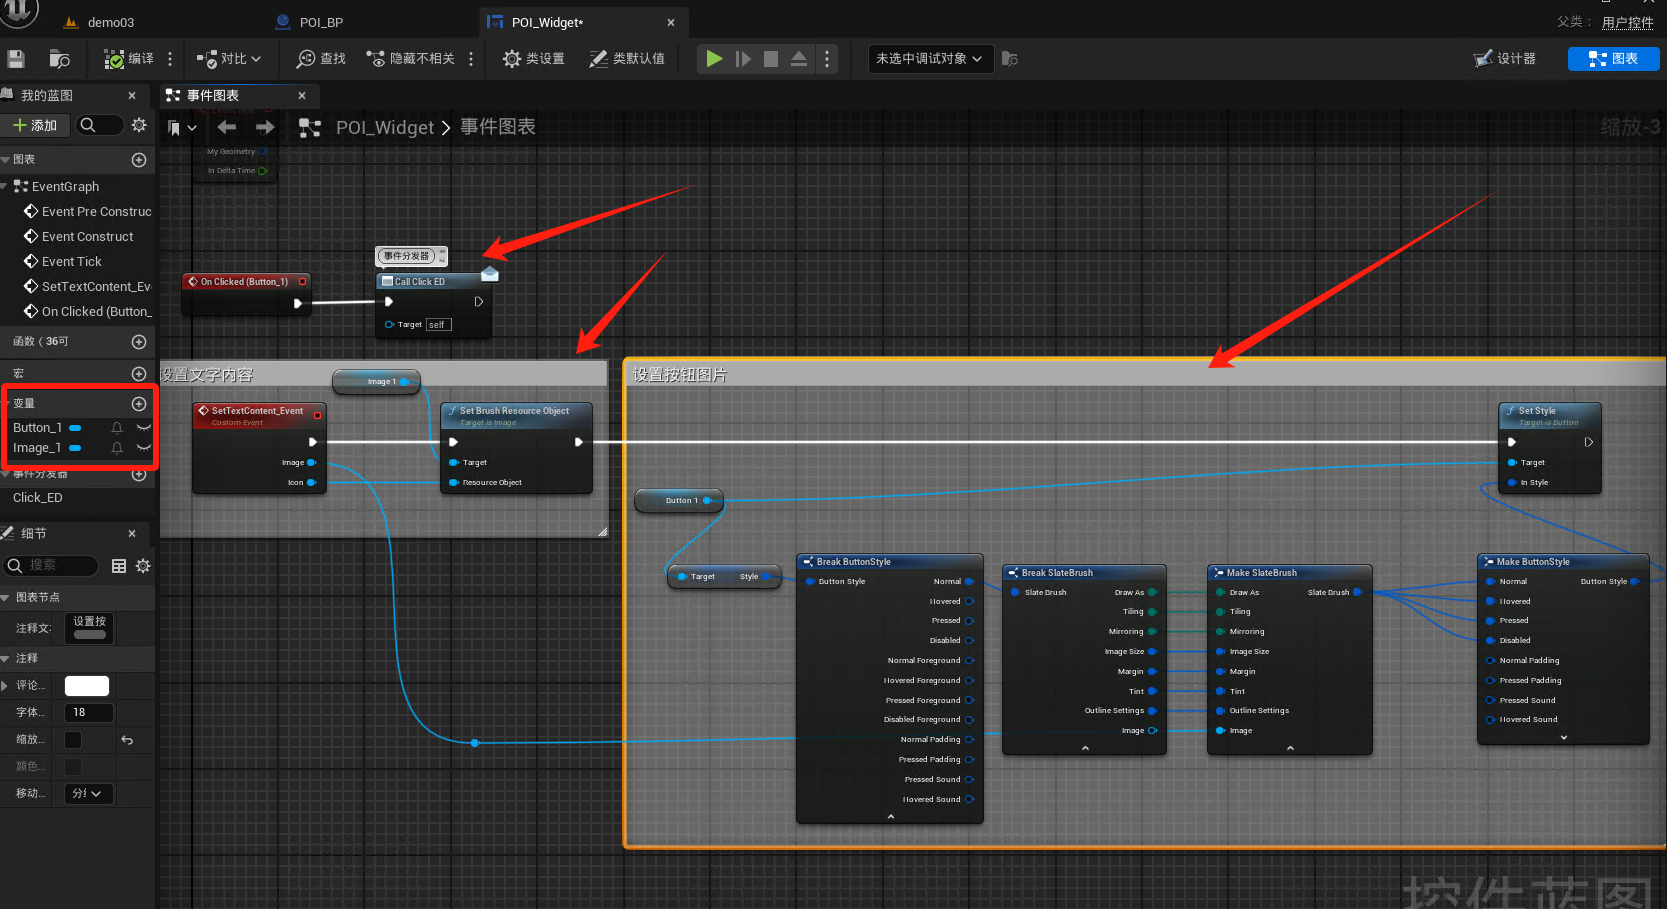 demo03
POI_BP
POI_Widget*
父类：
用户控件
编译
对比
查找
隐藏不相关
类设置
类默认值
未选中调试对象
设计器
图表
我的蓝图
事件图表
添加
POI_Widget
事件图表
缩放-3
My Geometry
In Delta Time
图表
EventGraph
Event Pre Construc
Event Construct
Event Tick
SetTextContent_Ev
On Clicked (Button_
函数 (36可
宏
变量
Button_1
Image_1
事件分发器
Click_ED
细节
搜索
图表节点
注释文
设置按
注释
评论...
字体...
18
缩放...
颜色...
移动...
分
事件分发器
On Clicked (Button_1)
Call Click ED
Target
self
设置文字内容
Image 1
SetTextContent_Event
Custom Event
Image
Icon
Set Brush Resource Object
Target is Image
Target
Resource Object
设置按钮图片
Set Style
Target is Button
Target
In Style
Button 1
Target
Style
Break ButtonStyle
Button Style
Normal
Hovered
Pressed
Disabled
Normal Foreground
Hovered Foreground
Pressed Foreground
Disabled Foreground
Normal Padding
Pressed Padding
Pressed Sound
Hovered Sound
Break SlateBrush
Slate Brush
Draw As
Tiling
Mirroring
Image Size
Margin
Tint
Outline Settings
Image
Make SlateBrush
Draw As
Slate Brush
Tiling
Mirroring
Image Size
Margin
Tint
Outline Settings
Image
Make ButtonStyle
Normal
Button Style
Hovered
Pressed
Disabled
Normal Padding
Pressed Padding
Pressed Sound
Hovered Sound
控件蓝图